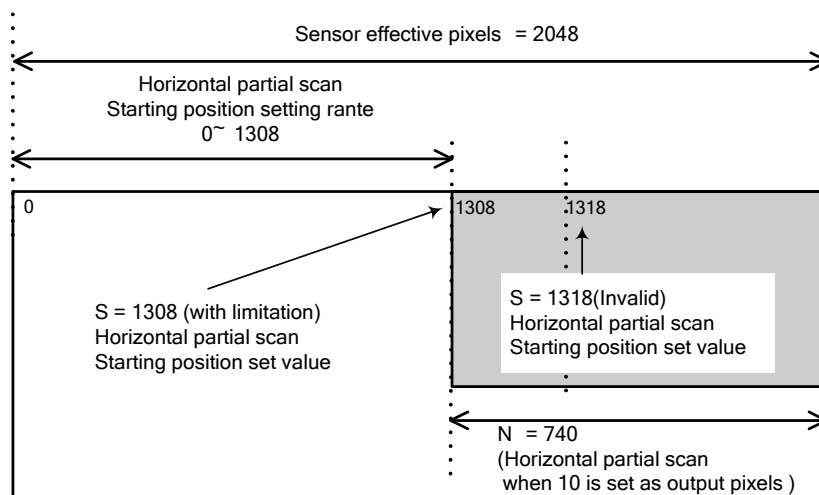 Sensor effective pixels = 2048
Horizontal partial scan
Starting position setting rante
0~ 1308
0
1308
1318
S = 1308 (with limitation)
Horizontal partial scan
Starting position set value
S = 1318(Invalid)
Horizontal partial scan
Starting position set value
N = 740
(Horizontal partial scan
when 10 is set as output pixels )